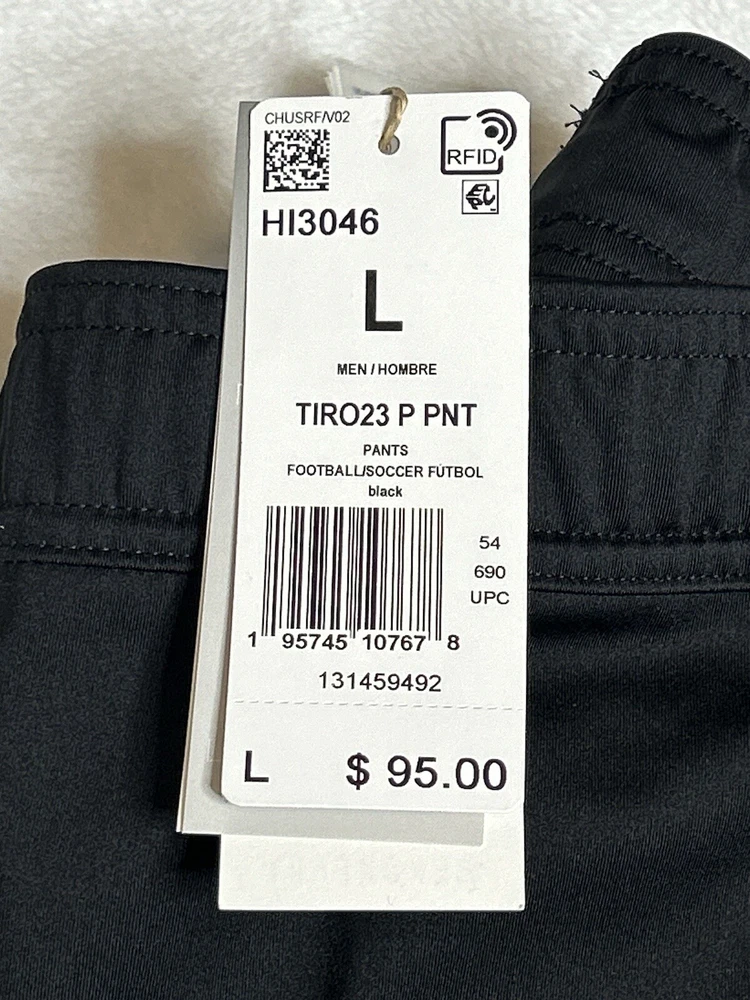 CHUSRF/V02
RFID
EPC
HI3046
L
MEN / HOMBRE
TIRO23 P PNT
PANTS
FOOTBALL/SOCCER FÚTBOL
black
54
690
UPC
1 95745 10767 8
131459492
L $ 95.00